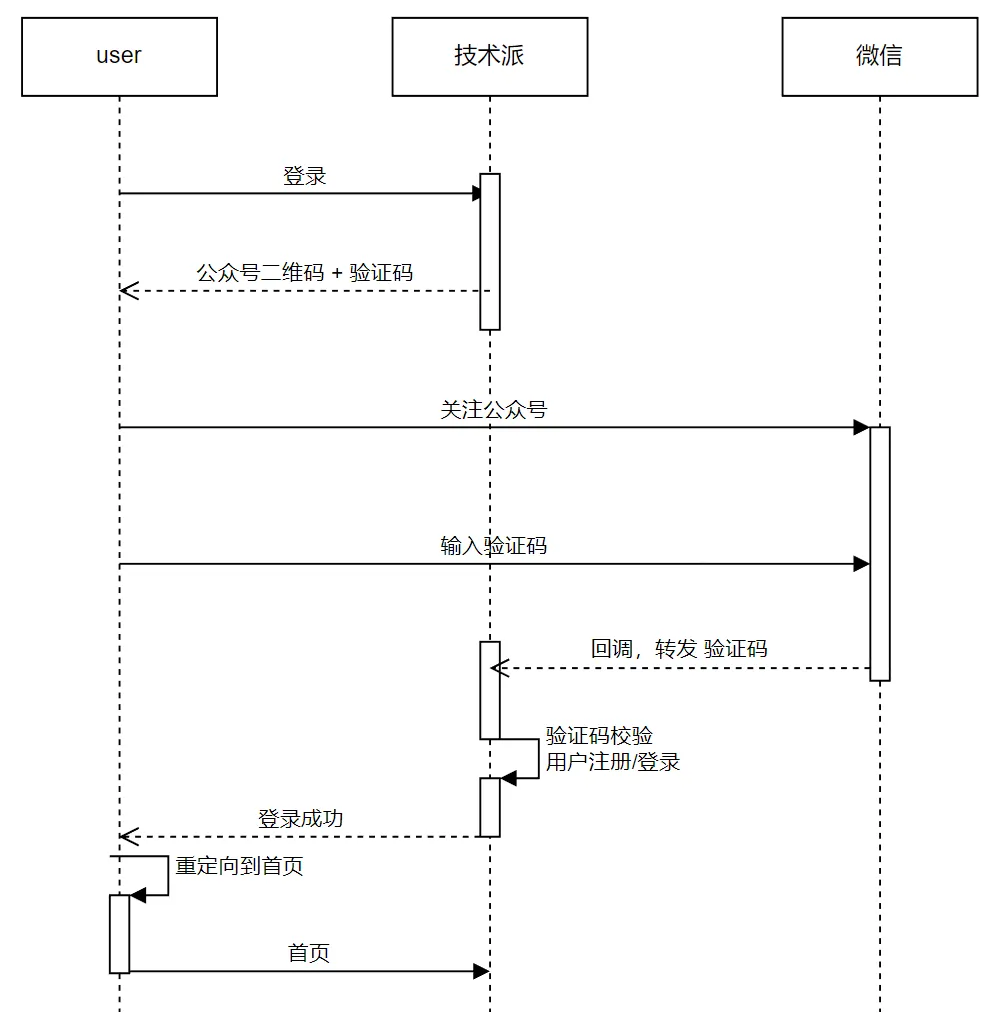 user
技术派
微信
登录
公众号二维码 + 验证码
关注公众号
输入验证码
回调，转发 验证码
验证码校验
用户注册/登录
登录成功
重定向到首页
首页